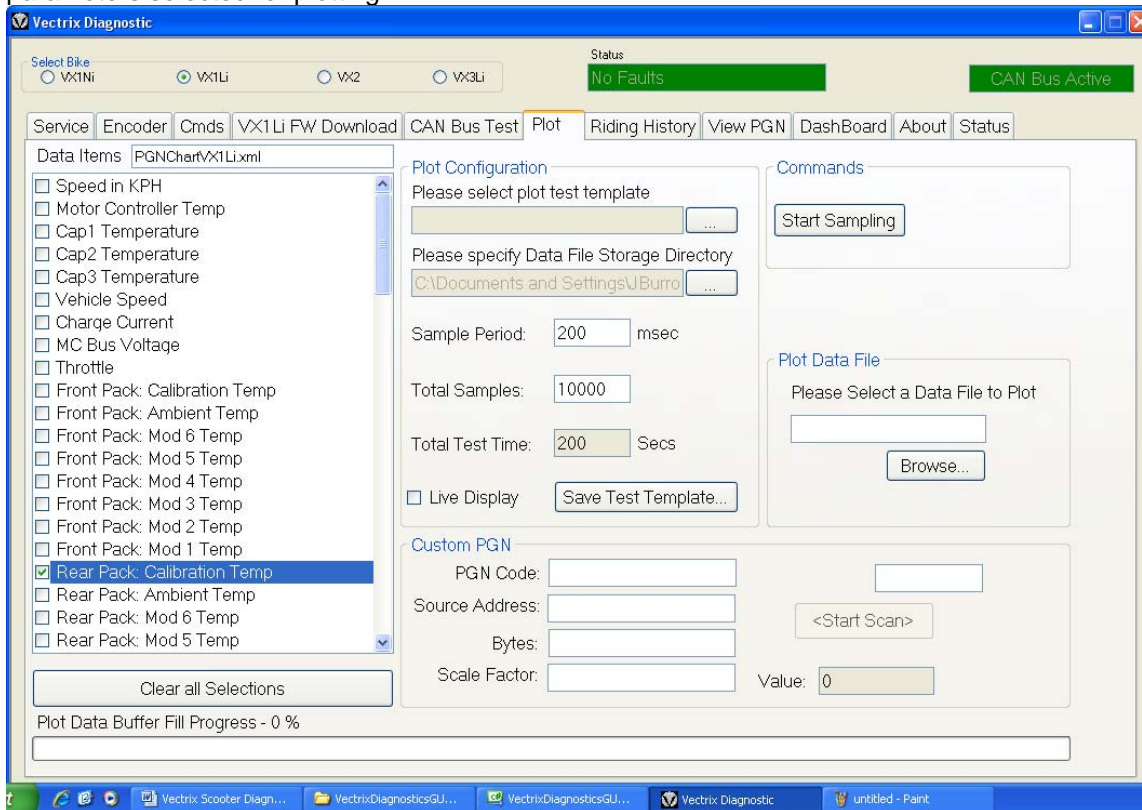 Vectrix Diagnostic
Select Bike
VX1Ni
VX1Li
VX2
VX3Li
Status
No Faults
CAN Bus Active
Service
Encoder
Cmds
VX1Li FW Download
CAN Bus Test
Plot
Riding History
View PGN
DashBoard
About
Status
Data Items
PGNChartVX1Li.xml
Speed in KPH
Motor Controller Temp
Cap1 Temperature
Cap2 Temperature
Cap3 Temperature
Vehicle Speed
Charge Current
MC Bus Voltage
Throttle
Front Pack: Calibration Temp
Front Pack: Ambient Temp
Front Pack: Mod 6 Temp
Front Pack: Mod 5 Temp
Front Pack: Mod 4 Temp
Front Pack: Mod 3 Temp
Front Pack: Mod 2 Temp
Front Pack: Mod 1 Temp
Rear Pack: Calibration Temp
Rear Pack: Ambient Temp
Rear Pack: Mod 6 Temp
Rear Pack: Mod 5 Temp
Clear all Selections
Plot Data Buffer Fill Progress - 0 %
Plot Configuration
Please select plot test template
...
Please specify Data File Storage Directory
C:\Documents and Settings\JBurro
...
Sample Period: 200 msec
Total Samples: 10000
Total Test Time: 200 Secs
Live Display
Save Test Template...
Commands
Start Sampling
Plot Data File
Please Select a Data File to Plot
Browse...
Custom PGN
PGN Code:
Source Address:
Bytes:
Scale Factor:
<Start Scan>
Value: 0
Vectrix Scooter Diagn...
VectrixDiagnosticsGU...
VectrixDiagnosticsGU...
Vectrix Diagnostic
untitled - Paint